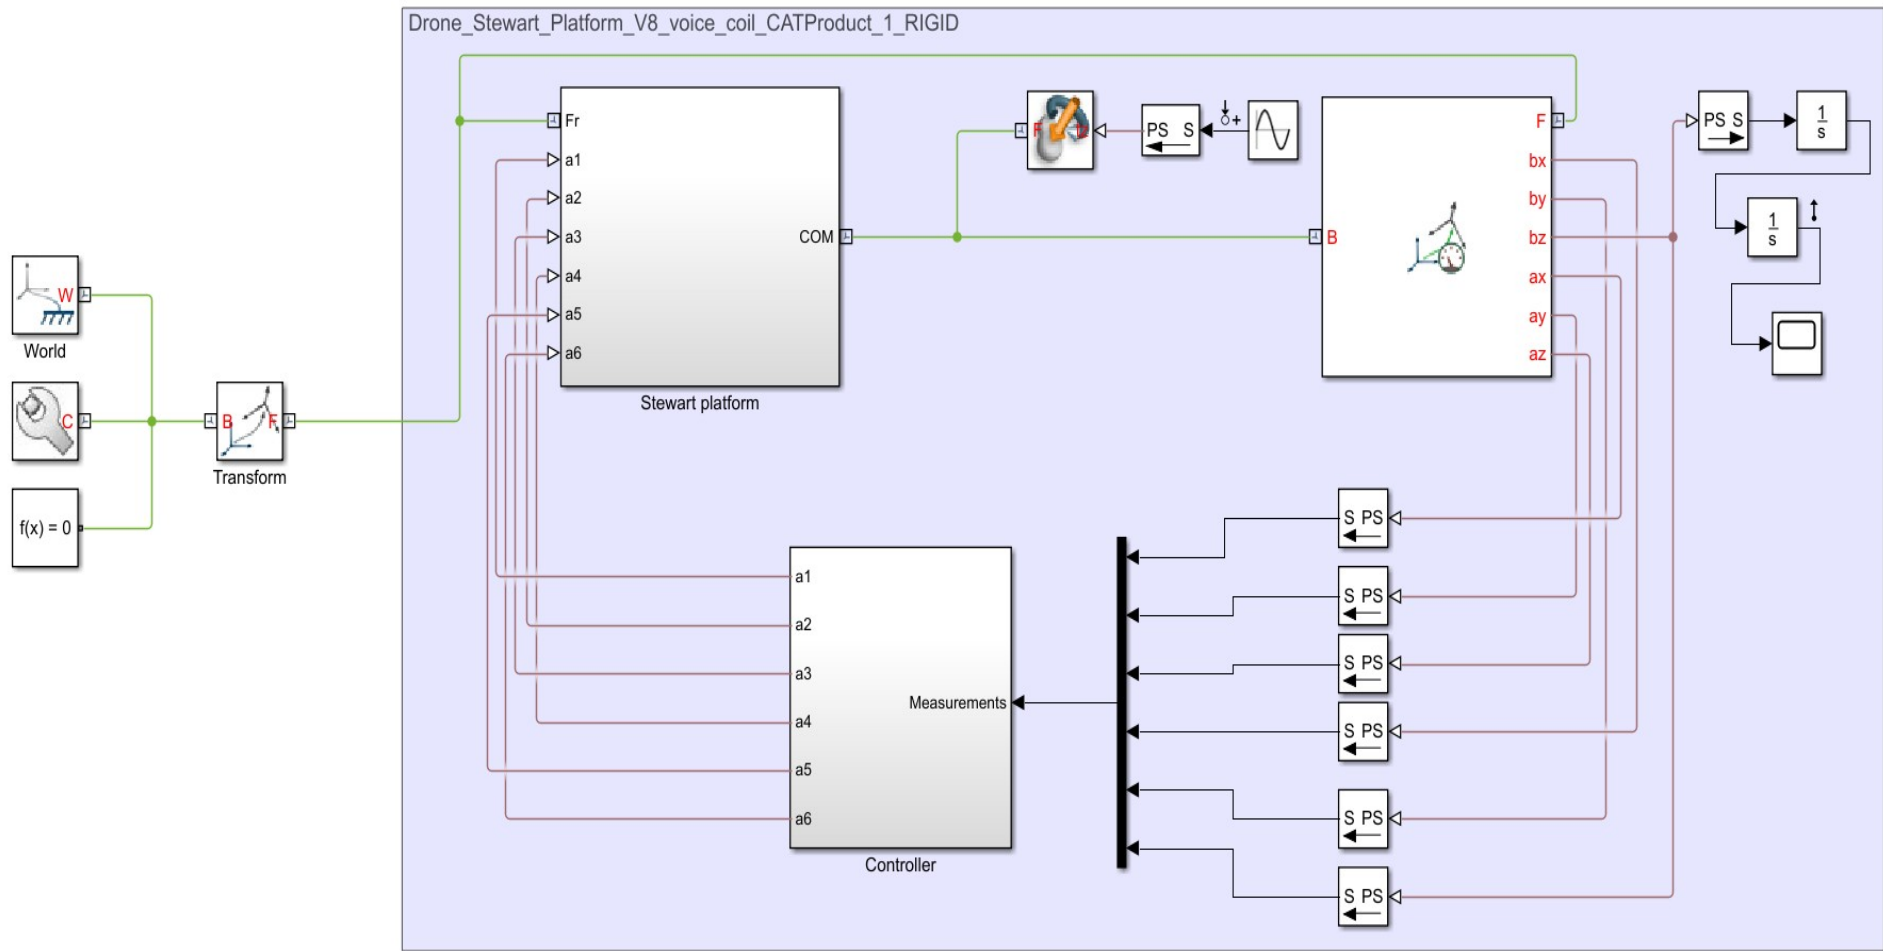 Drone_Stewart_Platform_V8_voice_coil_CATProduct_1_RIGID
Fr
a1
a2
a3
a4
a5
a6
COM
Stewart platform
F
PS S
B
F
bx
by
bz
ax
ay
az
PS S
1
s
1
s
W
World
C
f(x) = 0
B
F
Transform
a1
a2
a3
a4
a5
a6
Measurements
Controller
S PS
S PS
S PS
S PS
S PS
S PS